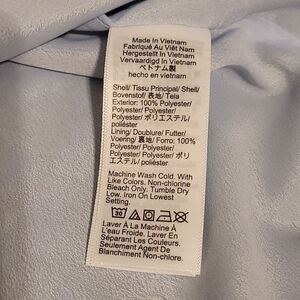 Made In Vietnam
Fabriqué Au Viêt Nam
Hergestellt In Vietnam
Vervaardigd In Vietnam
ベトナム製
hecho en vietnam
Shell/ Tissu Principal/ Shell/
Bovenstof/ 表地/ Tela
Exterior: 100% Polyester/
Polyester/ Polyester/
Polyester/ ポリエステル/
poliéster
Lining/ Doublure/ Futter/
Voering/ 裏地/ Forro: 100%
Polyester/ Polyester/
Polyester/ Polyester/ ポリ
エステル/ poliéster
Machine Wash Cold. With
Like Colors. Non-chlorine
Bleach Only. Tumble Dry
Low. Iron On Lowest
Setting.
30
Laver À La Machine À
L'eau Froide. Laver En
Séparant Les Couleurs.
Seulement Agent De
Blanchiment Non-chloric.